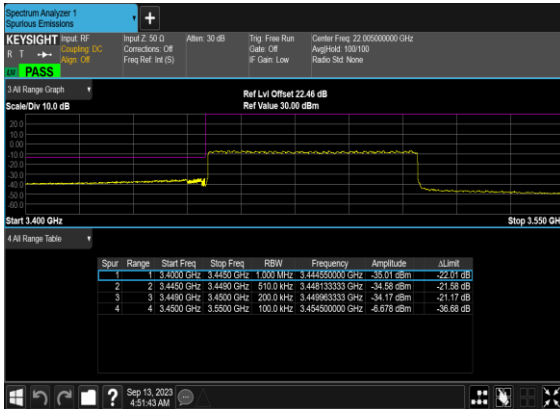 Spectrum Analyzer 1
Spurious Emissions
+
KEYSIGHT Input: RF Input Z: 50 Ω Atten: 30 dB Trig: Free Run Center Freq: 22.005000000 GHz
R T Coupling: DC Corrections: Off Gate: Off Avg|Hold: 100/100
Align: Off Freq Ref: Int (S) IF Gain: Low Radio Std: None
PASS
3 All Range Graph
Ref Lvl Offset 22.46 dB
Scale/Div 10.0 dB Ref Value 30.00 dBm
20.0
10.0
0.00
-10.0
-20.0
-30.0
-40.0
-50.0
-60.0
Start 3.400 GHz Stop 3.550 GHz
4 All Range Table
Spur Range Start Freq Stop Freq RBW Frequency Amplitude ΔLimit
1 1 3.4000 GHz 3.4450 GHz 1.000 MHz 3.444550000 GHz -35.01 dBm -22.01 dB
2 2 3.4450 GHz 3.4490 GHz 510.0 kHz 3.448133333 GHz -34.58 dBm -21.58 dB
3 3 3.4490 GHz 3.4500 GHz 200.0 kHz 3.449963333 GHz -34.17 dBm -21.17 dB
4 4 3.4500 GHz 3.5500 GHz 100.0 kHz 3.454500000 GHz -6.678 dBm -36.68 dB
? Sep 13, 2023
4:51:43 AM